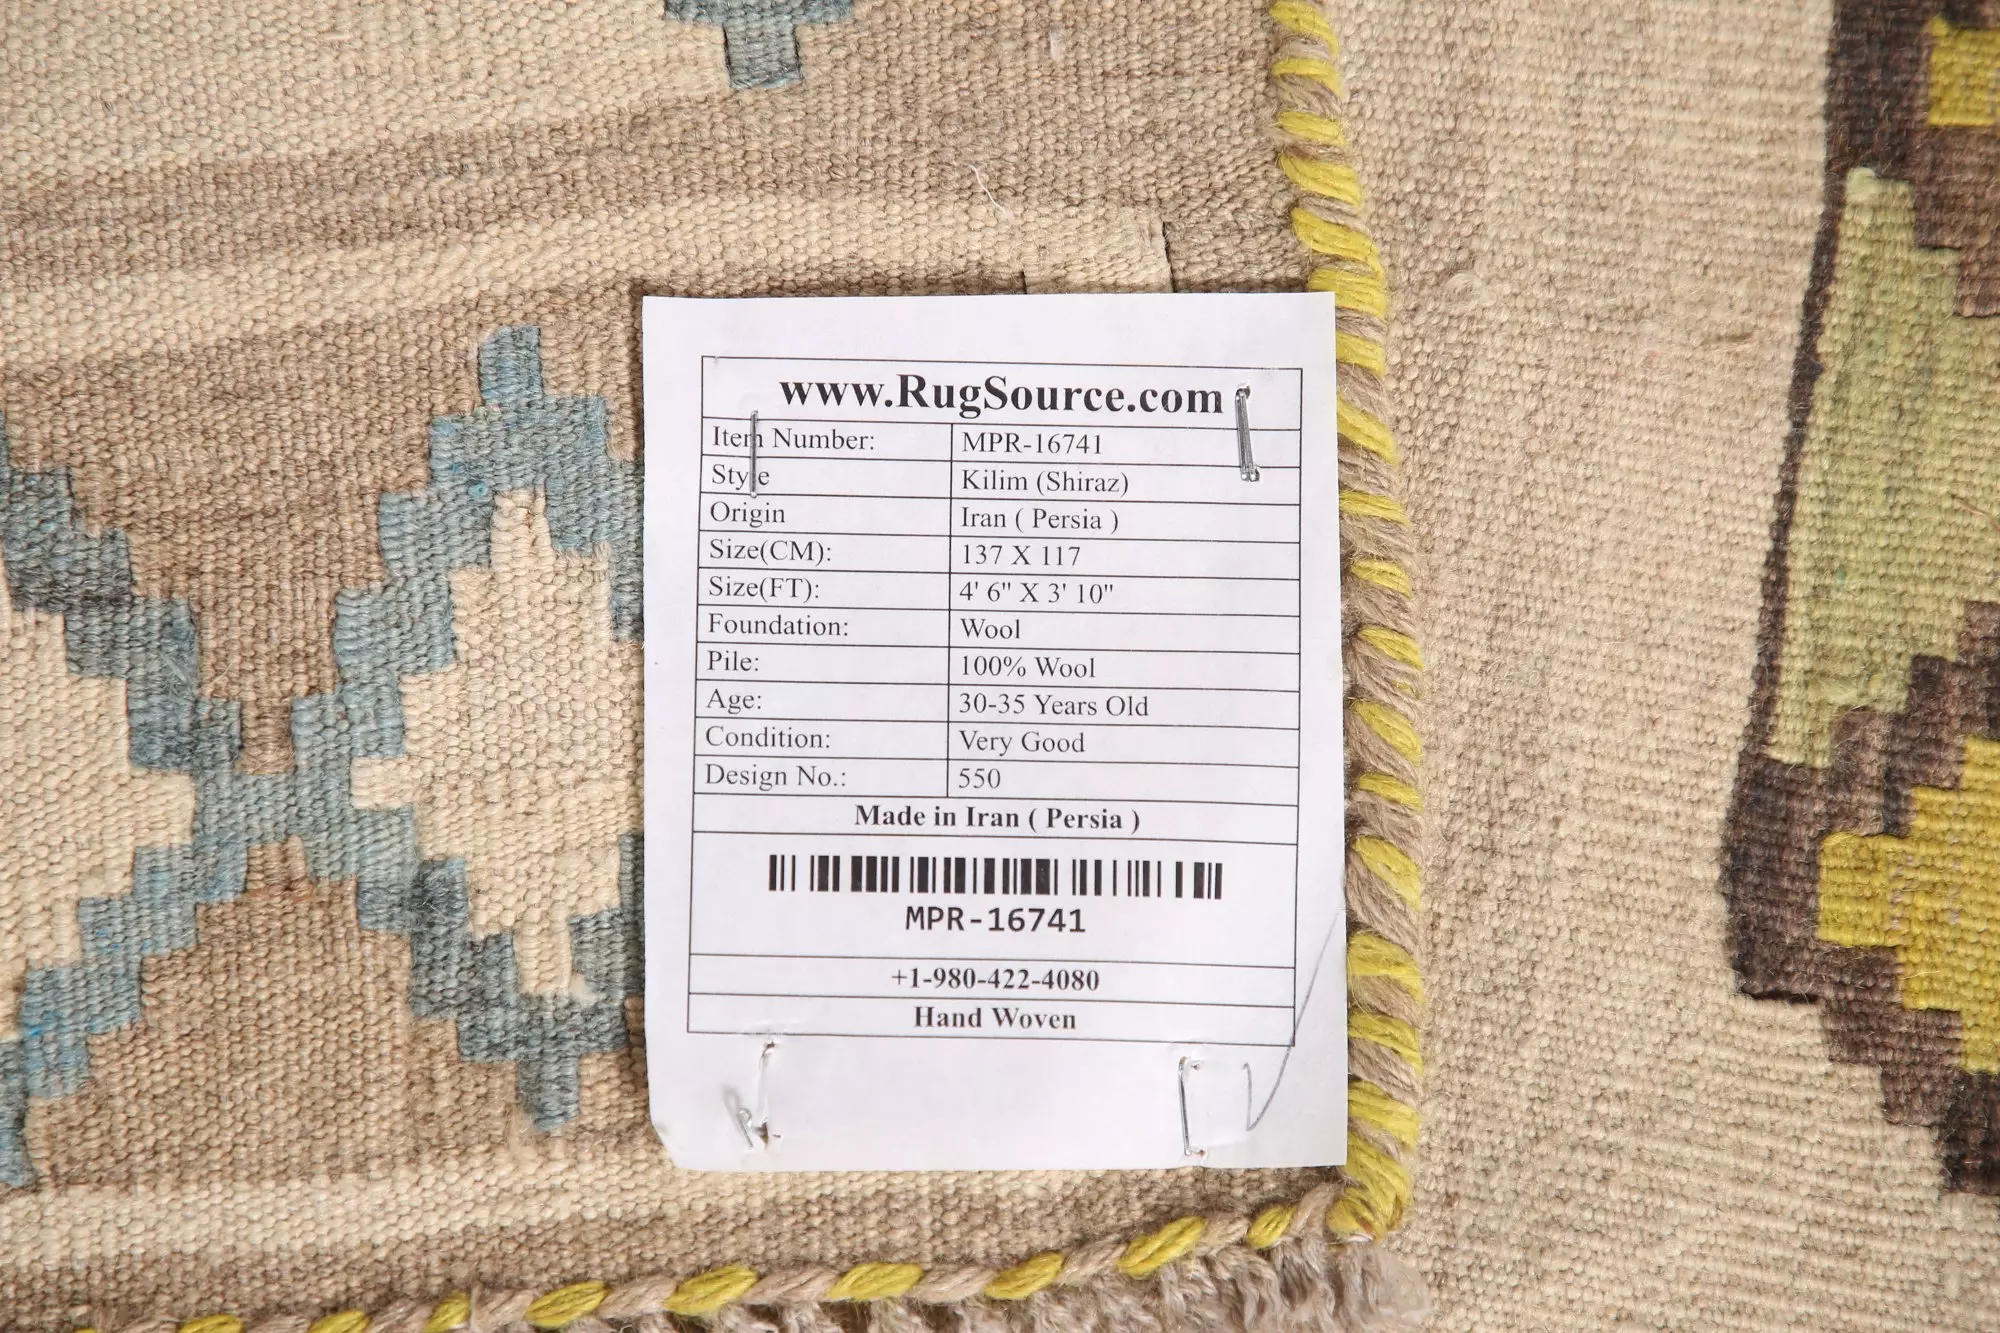 www.RugSource.com
Item Number: MPR-16741
Style Kilim (Shiraz)
Origin Iran ( Persia )
Size(CM): 137 X 117
Size(FT): 4' 6" X 3' 10"
Foundation: Wool
Pile: 100% Wool
Age: 30-35 Years Old
Condition: Very Good
Design No.: 550
Made in Iran ( Persia )
MPR-16741
+1-980-422-4080
Hand Woven